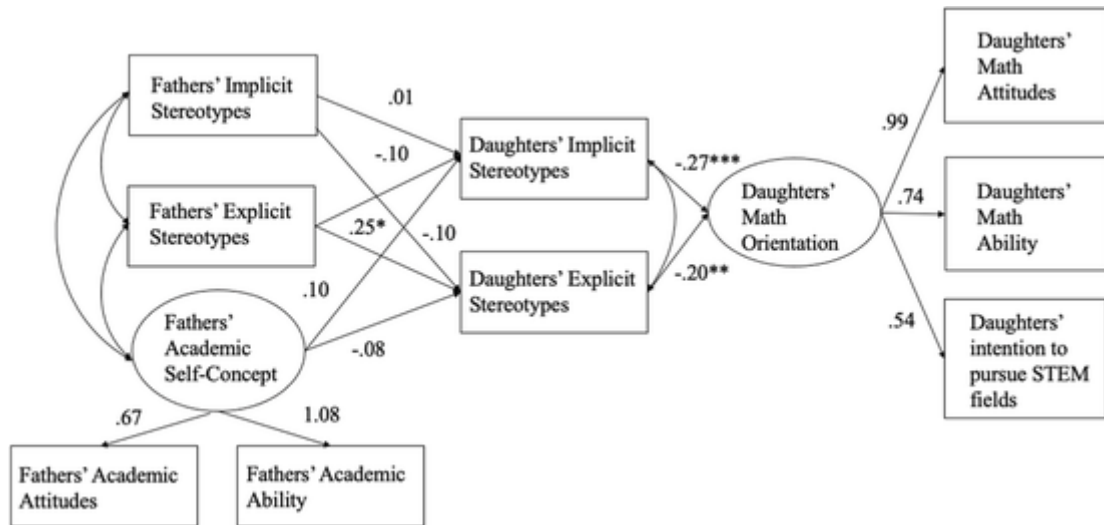 Fathers' Implicit
Stereotypes
Fathers' Explicit
Stereotypes
Fathers'
Academic
Self-Concept
.67
1.08
Fathers' Academic
Attitudes
Fathers' Academic
Ability
.01
-.10
.25*
-.10
.10
-.08
Daughters' Implicit
Stereotypes
Daughters' Explicit
Stereotypes
-.27***
-.20**
Daughters'
Math
Orientation
.99
.74
.54
Daughters'
Math
Attitudes
Daughters'
Math
Ability
Daughters'
intention to
pursue STEM
fields